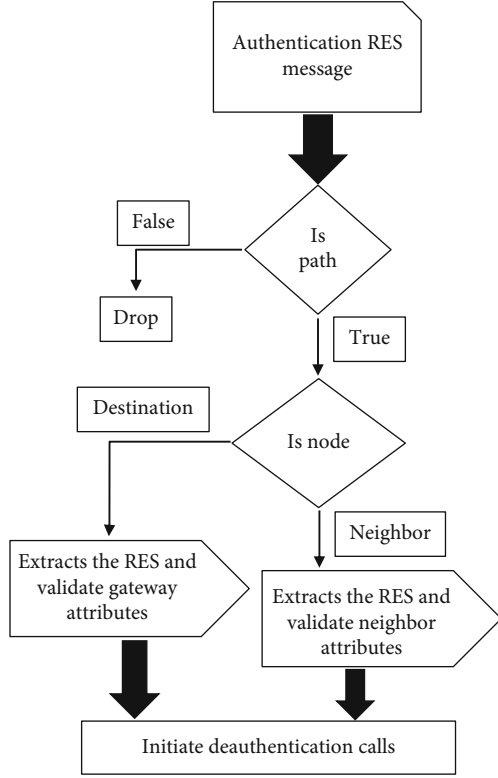 Authentication RES
message
False
Is
path
Drop
True
Destination
Is node
Neighbor
Extracts the RES and
validate gateway
attributes
Extracts the RES and
validate neighbor
attributes
Initiate deauthentication calls